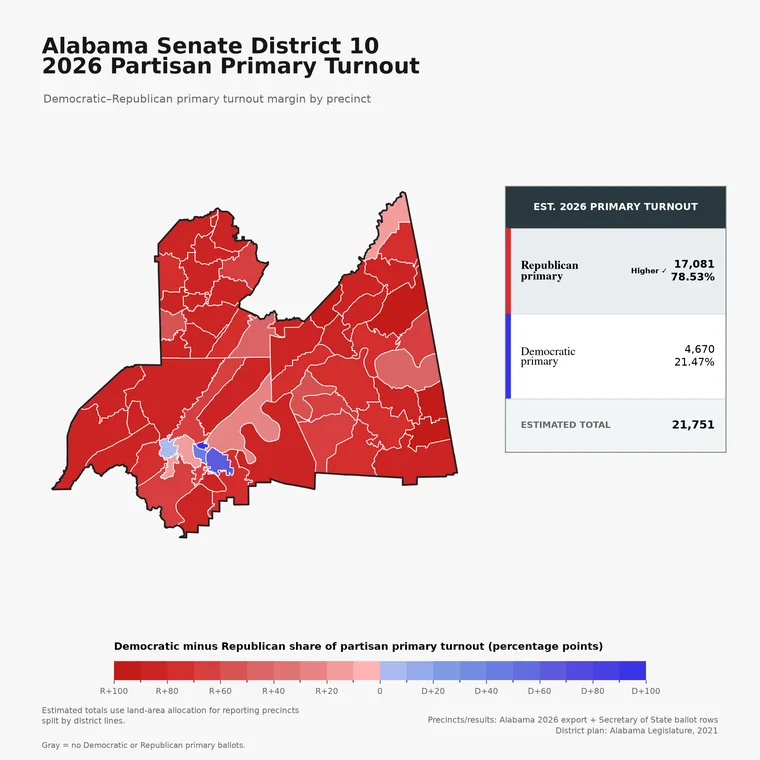 Alabama Senate District 10
2026 Partisan Primary Turnout
Democratic–Republican primary turnout margin by precinct
EST. 2026 PRIMARY TURNOUT
Republican
primary
Higher ✓
17,081
78.53%
Democratic
primary
4,670
21.47%
ESTIMATED TOTAL
21,751
Democratic minus Republican share of partisan primary turnout (percentage points)
R+100 R+80 R+60 R+40 R+20 0 D+20 D+40 D+60 D+80 D+100
Estimated totals use land-area allocation for reporting precincts
split by district lines.
Gray = no Democratic or Republican primary ballots.
Precincts/results: Alabama 2026 export + Secretary of State ballot rows
District plan: Alabama Legislature, 2021